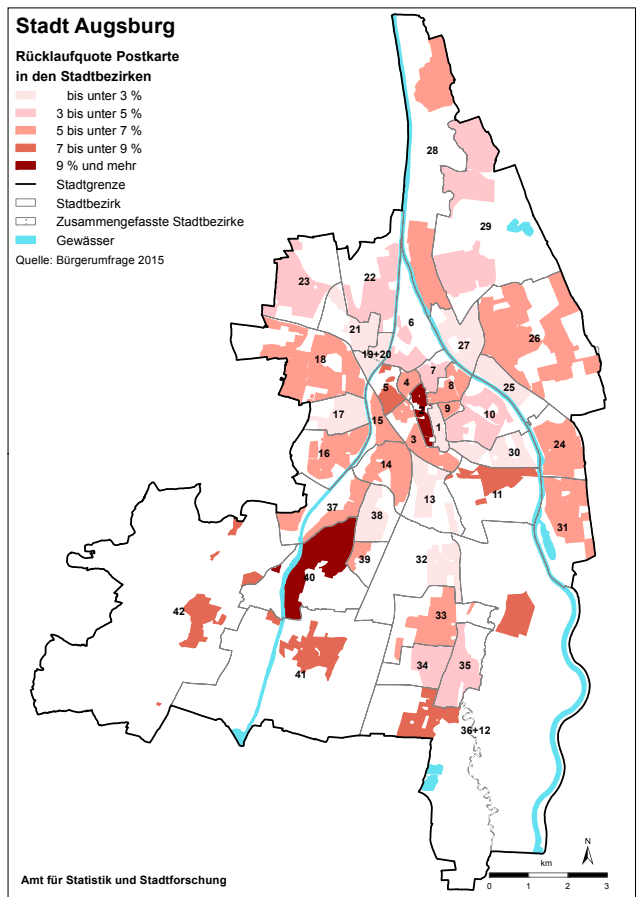 Stadt Augsburg
Rücklaufquote Postkarte
in den Stadtbezirken
bis unter 3 %
3 bis unter 5 %
5 bis unter 7 %
7 bis unter 9 %
9 % und mehr
Stadtgrenze
Stadtbezirk
Zusammengefasste Stadtbezirke
Gewässer
Quelle: Bürgerumfrage 2015
28
29
22
23
6
21
27
26
19+20
18
7
4
5
8
25
9
10
17
15
1
3
24
16
30
14
11
13
37
38
31
32
39
40
42
33
34
35
41
36+12
N
km
0 1 2 3
Amt für Statistik und Stadtforschung